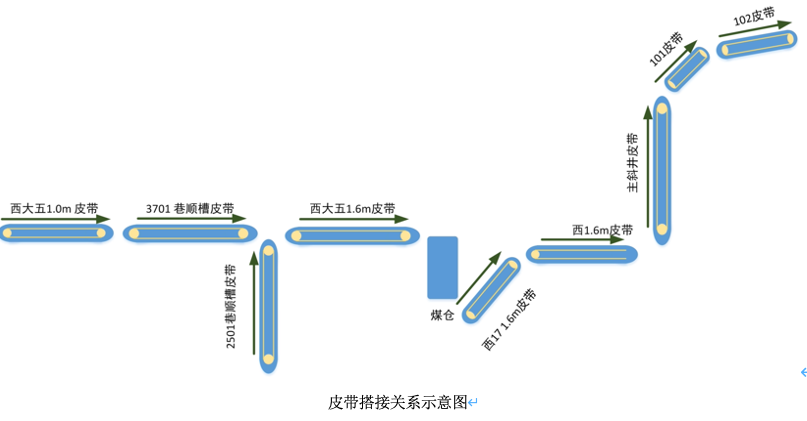 102皮带
101皮带
主斜井皮带
西大五1.0m 皮带
3701 巷顺槽皮带
西大五1.6m皮带
西1.6m皮带
2501巷顺槽皮带
煤仓
西17 1.6m皮带
皮带搭接关系示意图